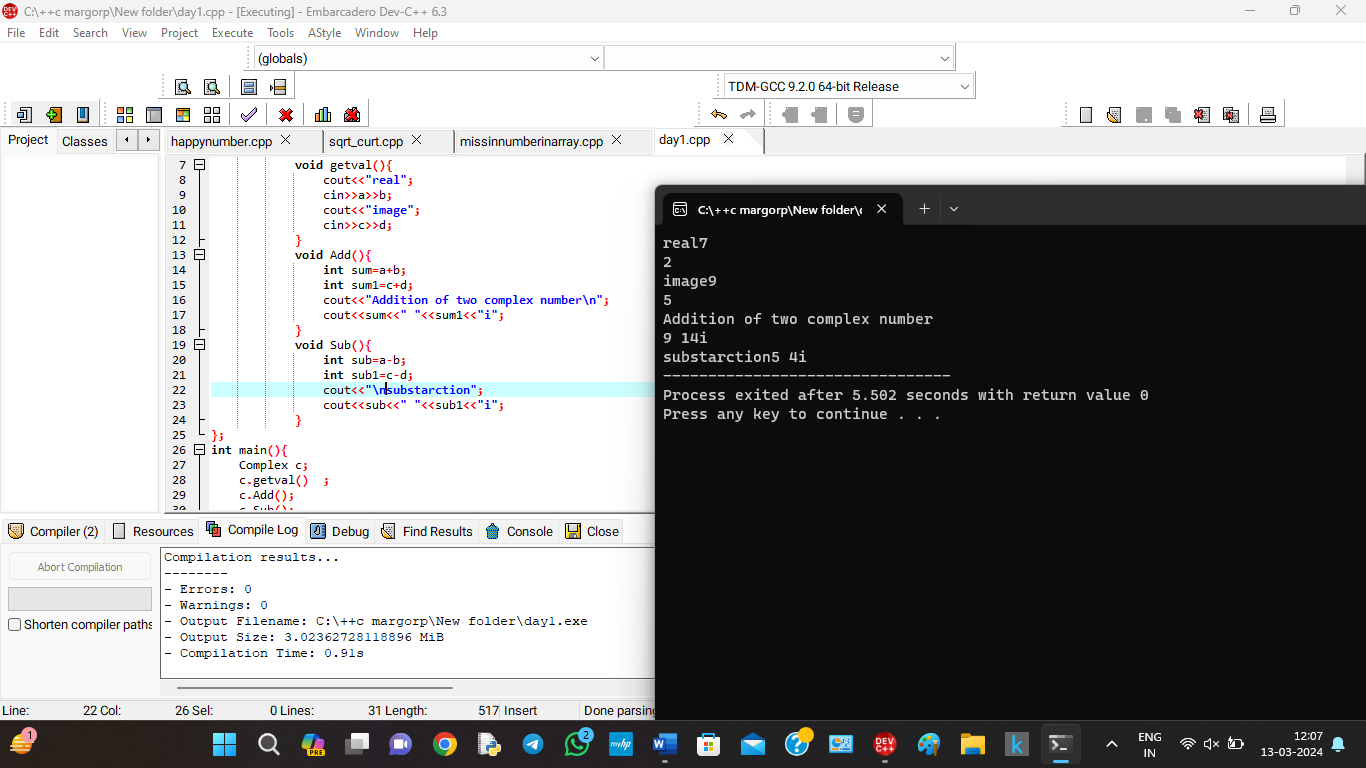 C:\++c margorp\New folder\day1.cpp - [Executing] - Embarcadero Dev-C++ 6.3
File Edit Search View Project Execute Tools AStyle Window Help
(globals)
TDM-GCC 9.2.0 64-bit Release
Project Classes
happynumber.cpp sqrt_curt.cpp missinnumberinarray.cpp day1.cpp
7 void getval(){
8 cout<<"real";
9 cin>>a>>b;
10 cout<<"image";
11 cin>>c>>d;
12 }
13 void Add(){
14 int sum=a+b;
15 int sum1=c+d;
16 cout<<"Addition of two complex number\n";
17 cout<<sum<<" "<<sum1<<"i";
18 }
19 void Sub(){
20 int sub=a-b;
21 int sub1=c-d;
22 cout<<"\nsubstarction";
23 cout<<sub<<" "<<sub1<<"i";
24 }
25 };
26 int main(){
27 Complex c;
28 c.getval() ;
29 c.Add();
30 c.Sub();
C:\++c margorp\New folder\
real7
2
image9
5
Addition of two complex number
9 14i
substarction5 4i
--------------------------------
Process exited after 5.502 seconds with return value 0
Press any key to continue . . .
Compiler (2) Resources Compile Log Debug Find Results Console Close
Abort Compilation
Shorten compiler paths
Compilation results...
--------
- Errors: 0
- Warnings: 0
- Output Filename: C:\++c margorp\New folder\day1.exe
- Output Size: 3.02362728118896 MiB
- Compilation Time: 0.91s
Line: 22 Col: 26 Sel: 0 Lines: 31 Length: 517 Insert Done parsing
1
PRE
2
myhp
W
DEV C++
k
ENG
IN
12:07
13-03-2024